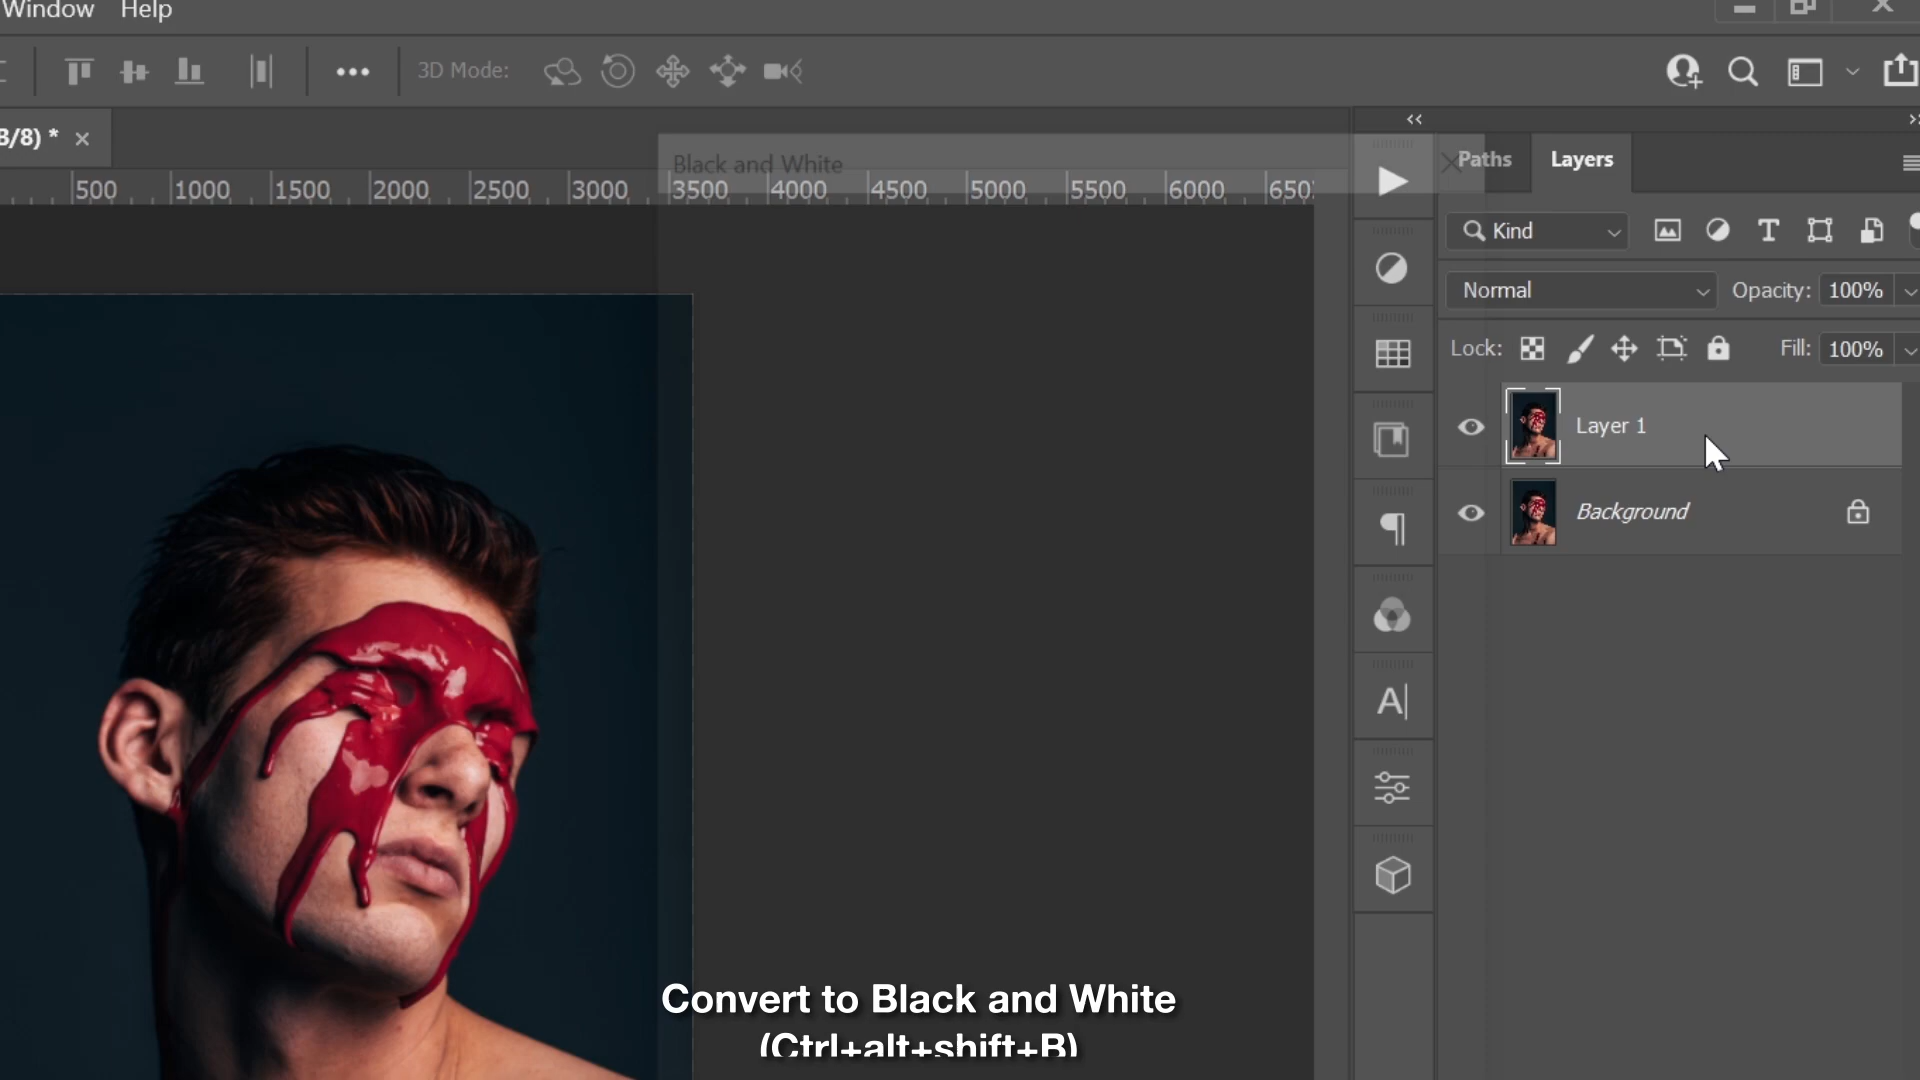 Window Help
3D Mode:
8/8) *
Black and White
Paths Layers
500 1000 1500 2000 2500 3000 3500 4000 4500 5000 5500 6000 650
Kind
Normal Opacity: 100%
Lock: Fill: 100%
Layer 1
Background
A
Convert to Black and White
(Ctrl+alt+shift+B)